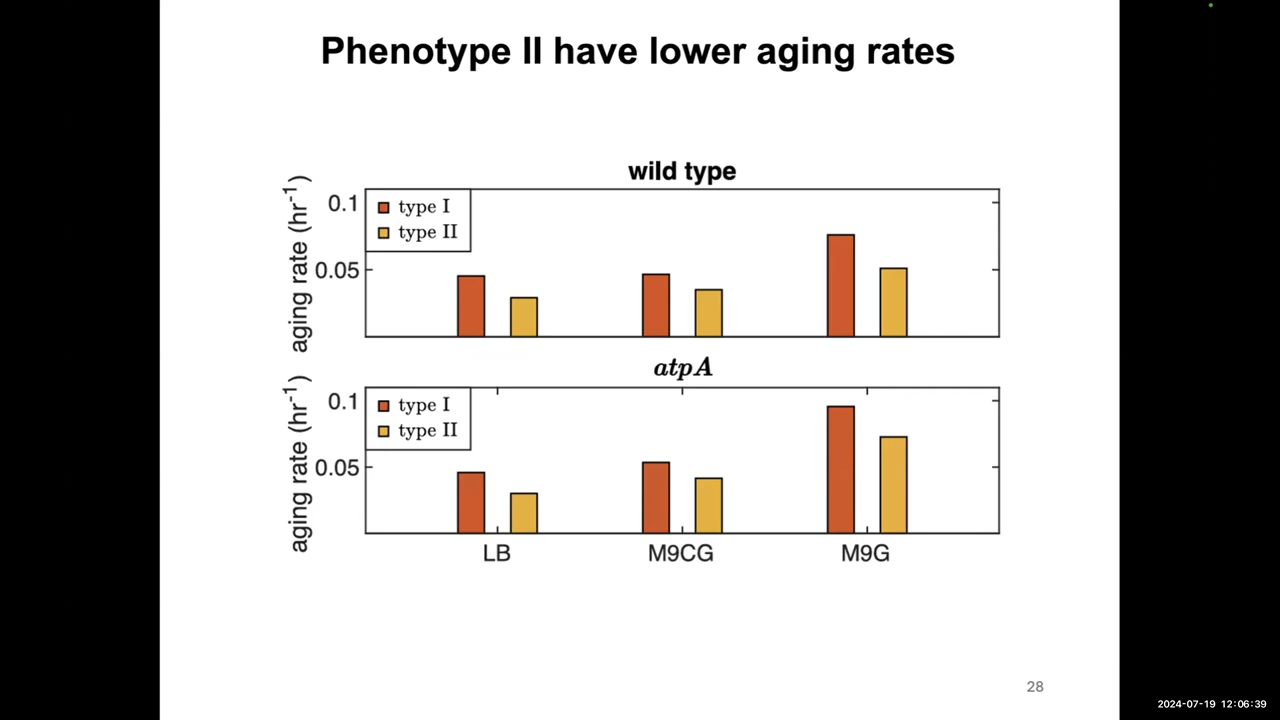 Phenotype II have lower aging rates
wild type
aging rate (hr-1)
0.1
0.05
type I
type II
atpA
aging rate (hr-1)
0.1
0.05
type I
type II
LB M9CG M9G
28
2024-07-19 12:06:39